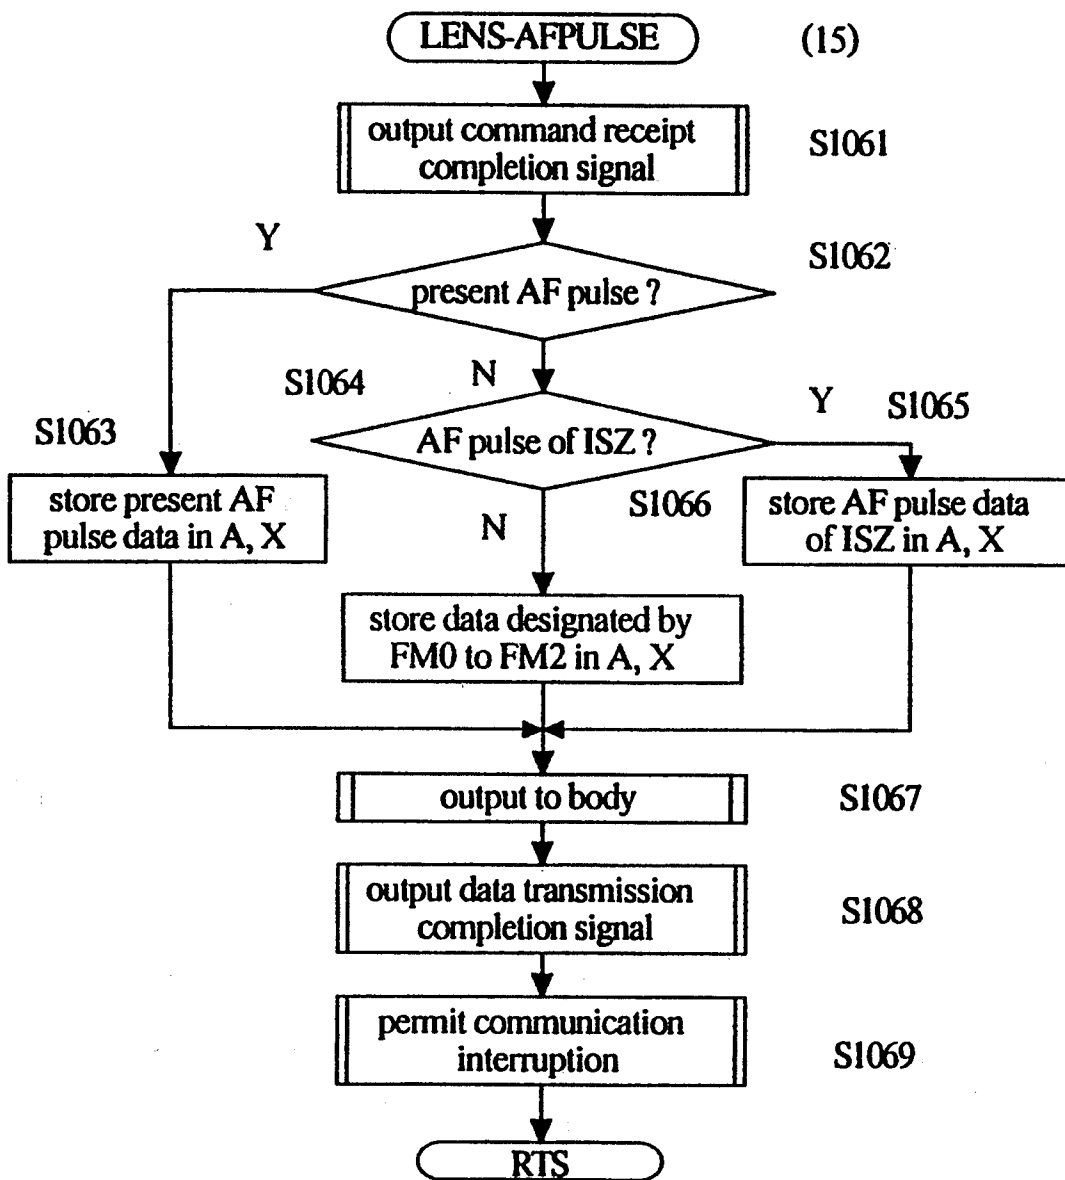 LENS-AFPULSE (15)
output command receipt
completion signal
S1061
Y
S1062
present AF pulse ?
N
S1064
Y
S1065
S1063
AF pulse of ISZ ?
store present AF
pulse data in A, X
N
S1066
store AF pulse data
of ISZ in A, X
store data designated by
FM0 to FM2 in A, X
output to body
S1067
output data transmission
completion signal
S1068
permit communication
interruption
S1069
RTS